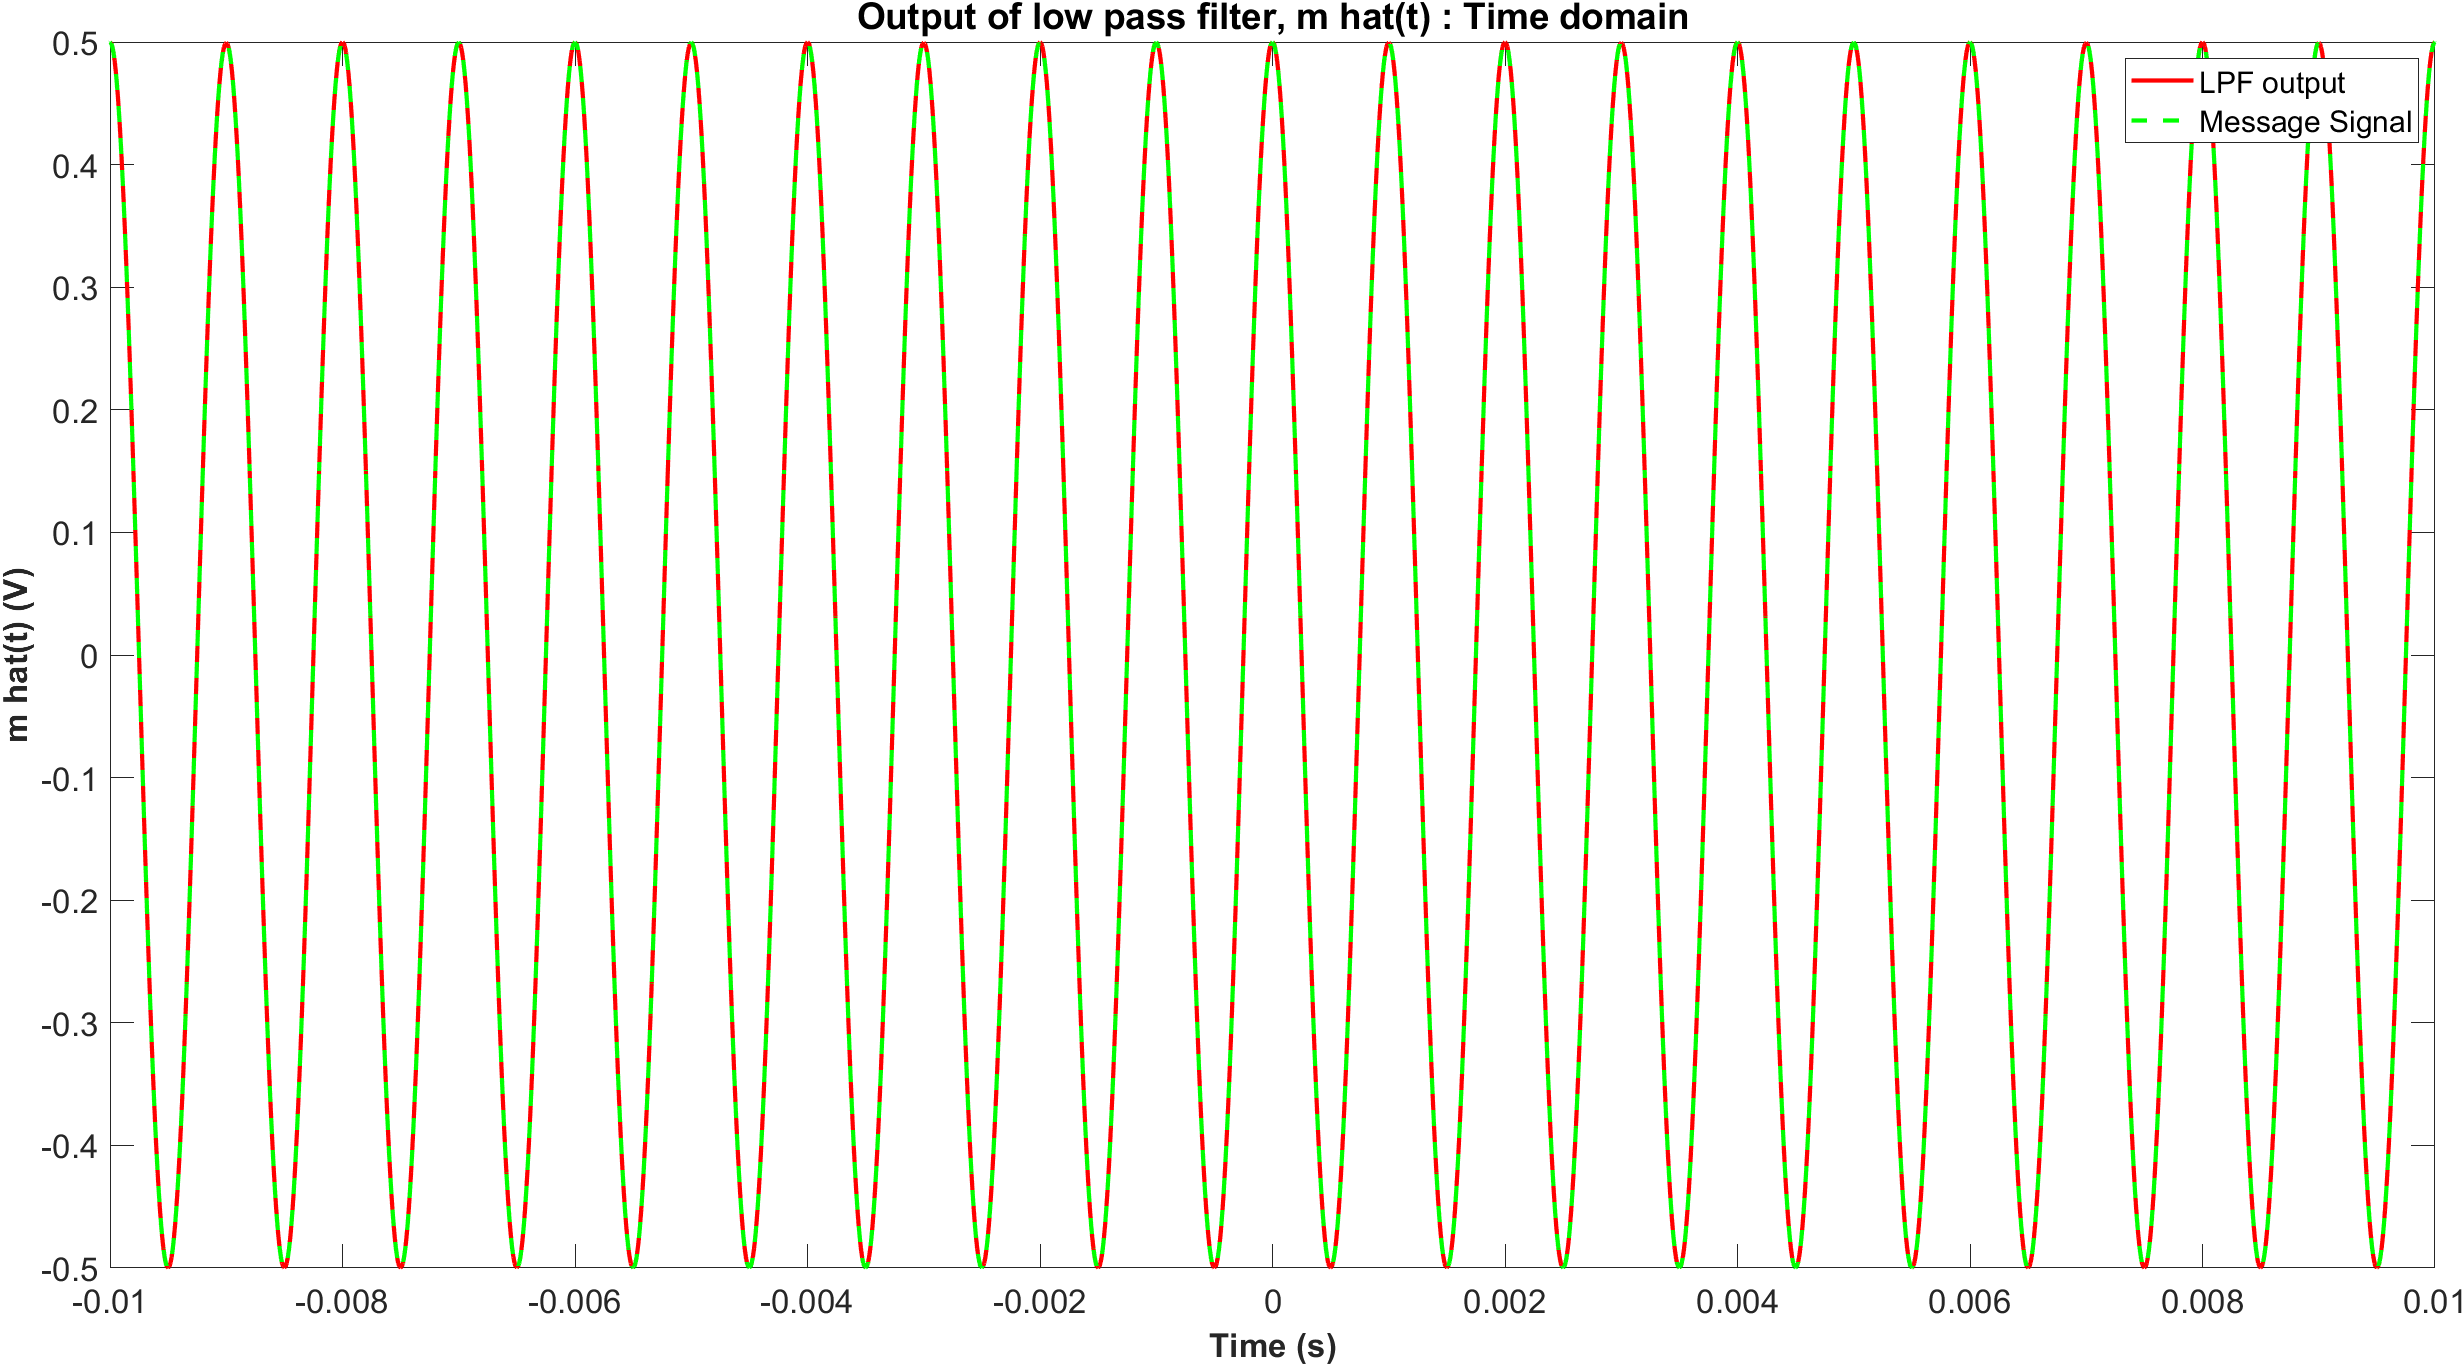 Output of low pass filter, m hat(t) : Time domain
LPF output
Message Signal
0.5
0.4
0.3
0.2
0.1
0
-0.1
-0.2
-0.3
-0.4
-0.5
m hat(t) (V)
-0.01 -0.008 -0.006 -0.004 -0.002 0 0.002 0.004 0.006 0.008 0.01
Time (s)